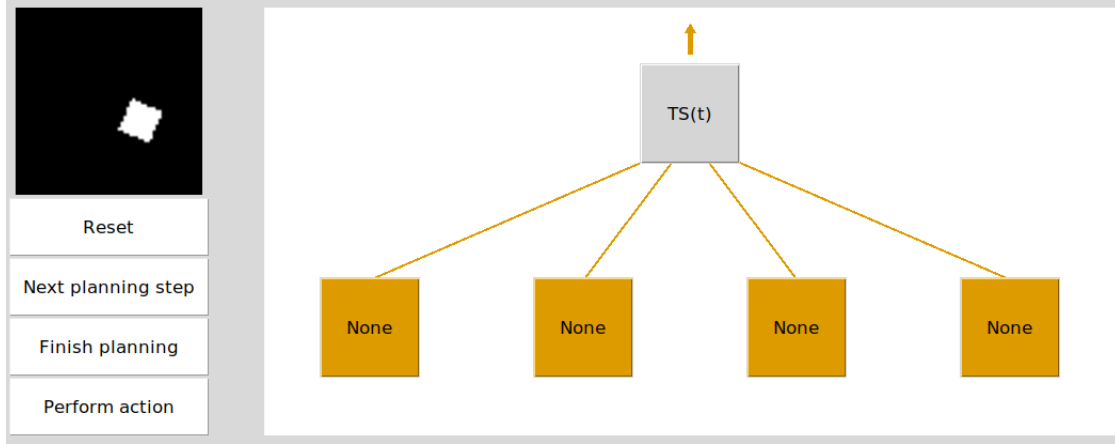 TS(t)
Reset
Next planning step
Finish planning
Perform action
None
None
None
None